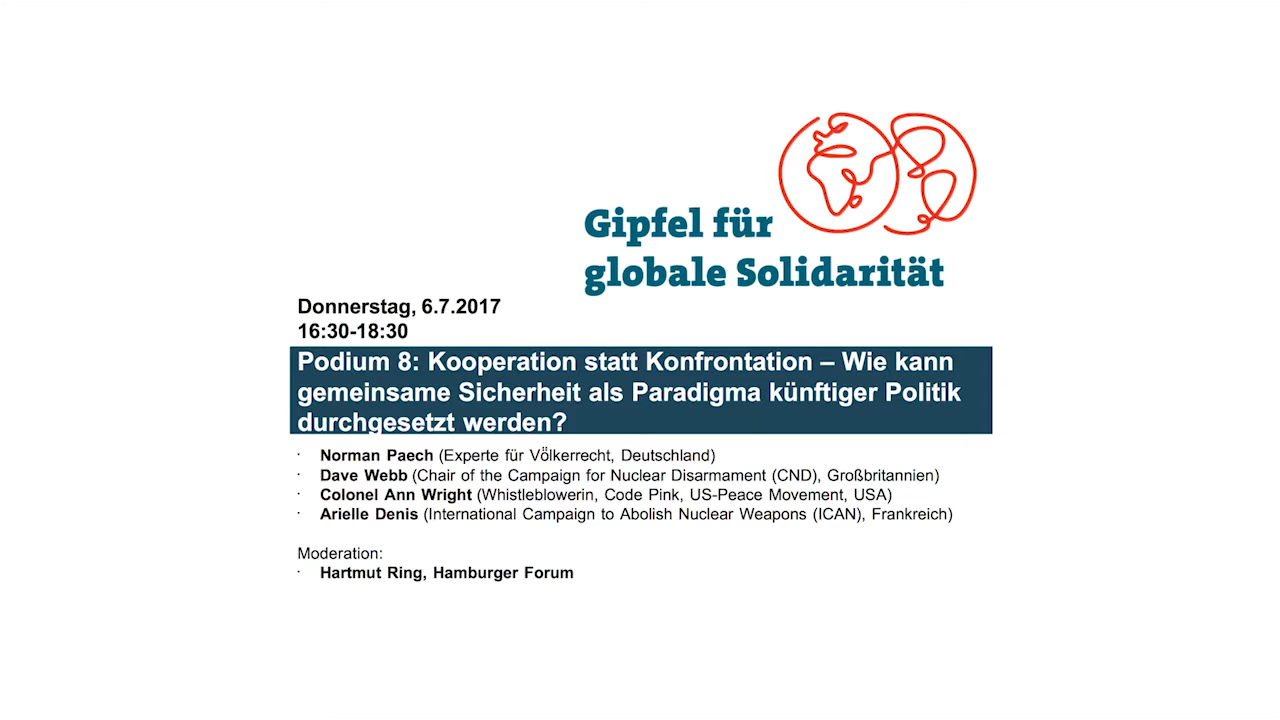 Gipfel für
globale Solidarität
Donnerstag, 6.7.2017
16:30-18:30
Podium 8: Kooperation statt Konfrontation – Wie kann
gemeinsame Sicherheit als Paradigma künftiger Politik
durchgesetzt werden?
· Norman Paech (Experte für Völkerrecht, Deutschland)
· Dave Webb (Chair of the Campaign for Nuclear Disarmament (CND), Großbritannien)
· Colonel Ann Wright (Whistleblowerin, Code Pink, US-Peace Movement, USA)
· Arielle Denis (International Campaign to Abolish Nuclear Weapons (ICAN), Frankreich)
Moderation:
· Hartmut Ring, Hamburger Forum